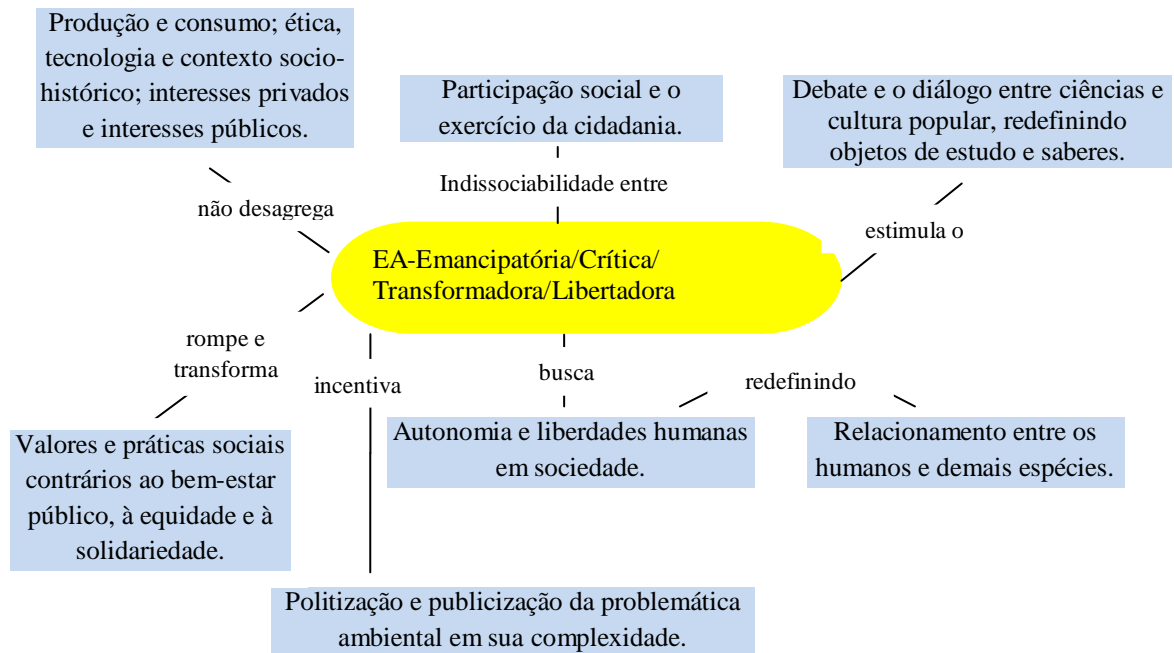 Produção e consumo; ética,
tecnologia e contexto socio-
histórico; interesses privados
e interesses públicos.
Participação social e o
exercício da cidadania.
Debate e o diálogo entre ciências e
cultura popular, redefinindo
objetos de estudo e saberes.
não desagrega
Indissociabilidade entre
estimula o
EA-Emancipatória/Crítica/
Transformadora/Libertadora
rompe e
transforma
incentiva
busca
redefinindo
Valores e práticas sociais
contrários ao bem-estar
público, à equidade e à
solidariedade.
Autonomia e liberdades humanas
em sociedade.
Relacionamento entre os
humanos e demais espécies.
Politização e publicização da problemática
ambiental em sua complexidade.